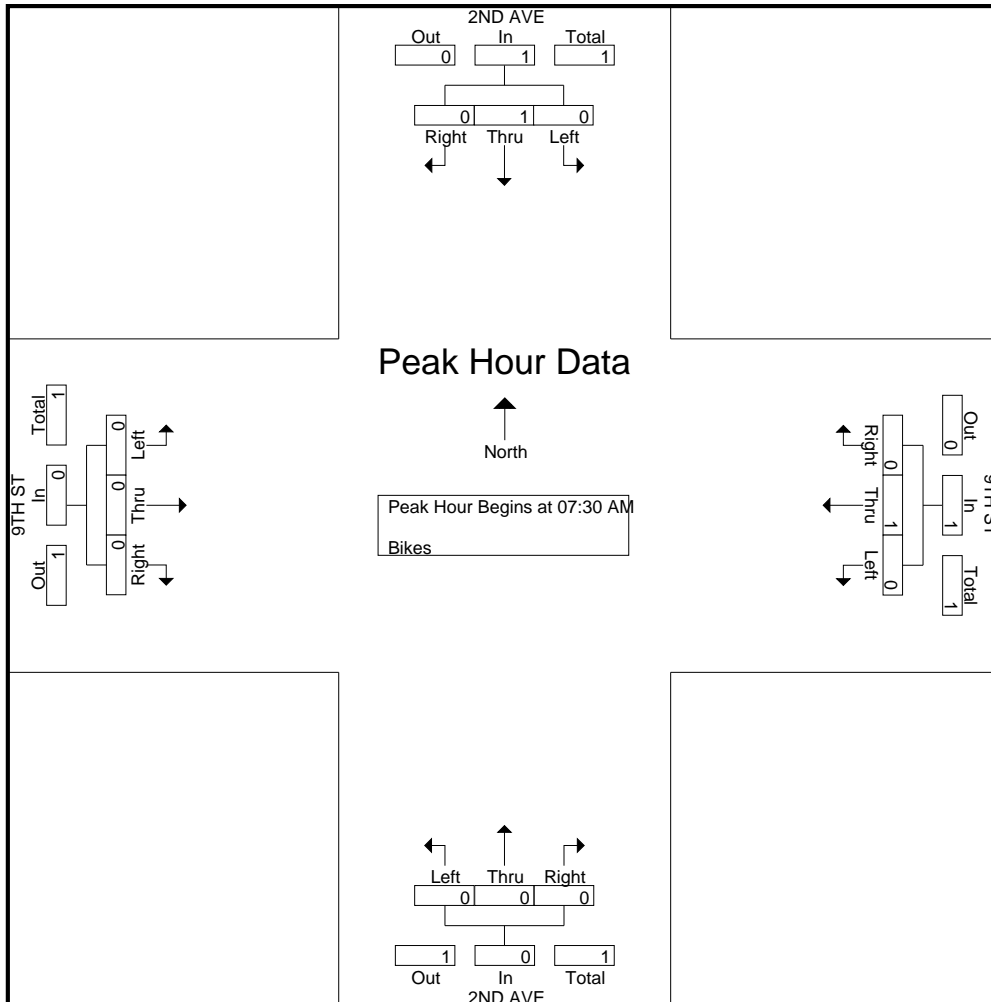 2ND AVE
Out In Total
0 1 1
0 1 0
Right Thru Left
Peak Hour Data
North
Peak Hour Begins at 07:30 AM
Bikes
9TH ST
Total In Out
1 0 1
0 0 0
Left Thru Right
Right Thru Left
0 1 0
Out In Total
0 1 1
9TH ST
Left Thru Right
0 0 0
1 0 1
Out In Total
2ND AVE